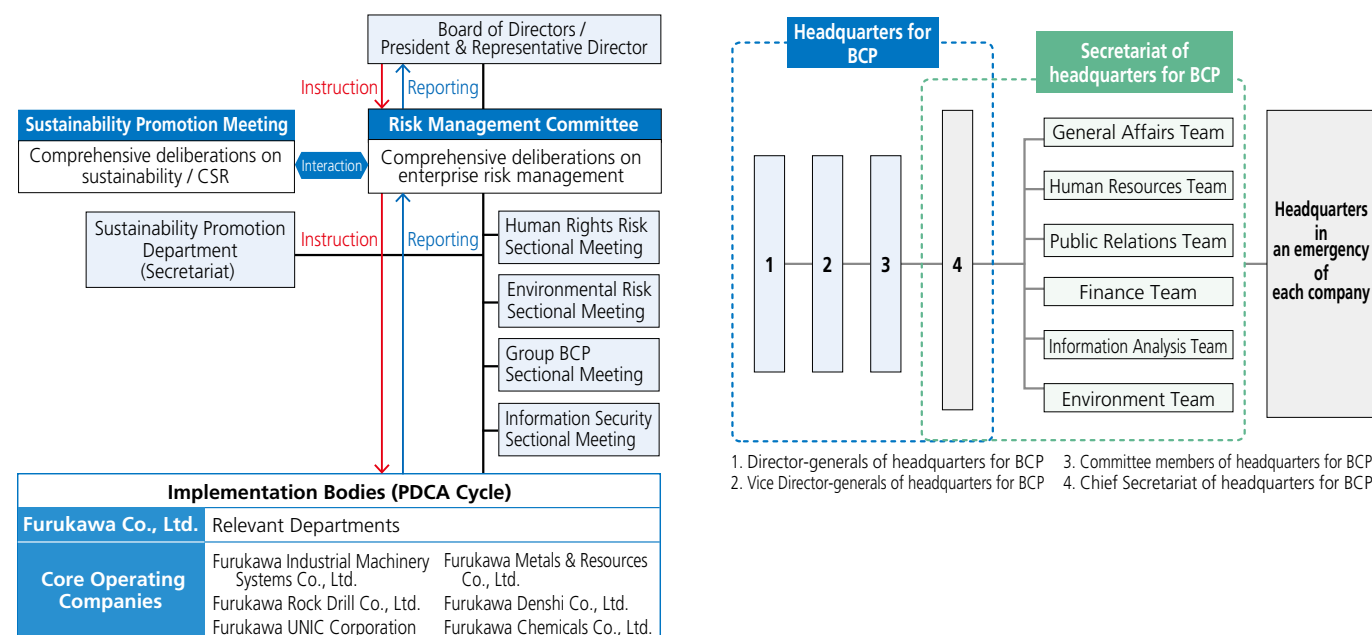 Board of Directors /
President & Representative Director
Instruction
Reporting
Sustainability Promotion Meeting
Comprehensive deliberations on
sustainability / CSR
Interaction
Risk Management Committee
Comprehensive deliberations on
enterprise risk management
Sustainability Promotion
Department
(Secretariat)
Instruction
Reporting
Human Rights Risk
Sectional Meeting
Environmental Risk
Sectional Meeting
Group BCP
Sectional Meeting
Information Security
Sectional Meeting
Implementation Bodies (PDCA Cycle)
Furukawa Co., Ltd.
Relevant Departments
Core Operating
Companies
Furukawa Industrial Machinery
Systems Co., Ltd.
Furukawa Rock Drill Co., Ltd.
Furukawa UNIC Corporation
Furukawa Metals & Resources
Co., Ltd.
Furukawa Denshi Co., Ltd.
Furukawa Chemicals Co., Ltd.
Headquarters for
BCP
Secretariat of
headquarters for BCP
1
2
3
4
General Affairs Team
Human Resources Team
Public Relations Team
Finance Team
Information Analysis Team
Environment Team
Headquarters
in
an emergency
of
each company
1. Director-generals of headquarters for BCP
2. Vice Director-generals of headquarters for BCP
3. Committee members of headquarters for BCP
4. Chief Secretariat of headquarters for BCP